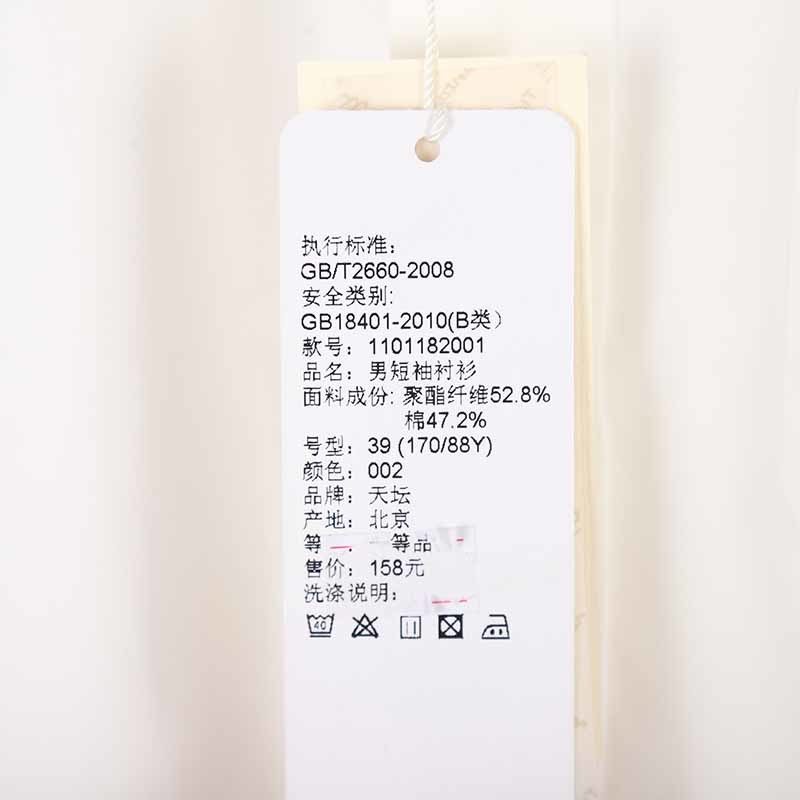 执行标准：
GB/T2660-2008
安全类别:
GB18401-2010(B类）
款号：1101182001
品名：男短袖衬衫
面料成份: 聚酯纤维52.8%
棉47.2%
号型：39 (170/88Y)
颜色：002
品牌：天坛
产地：北京
等 一等品
售价：158元
洗涤说明：
40